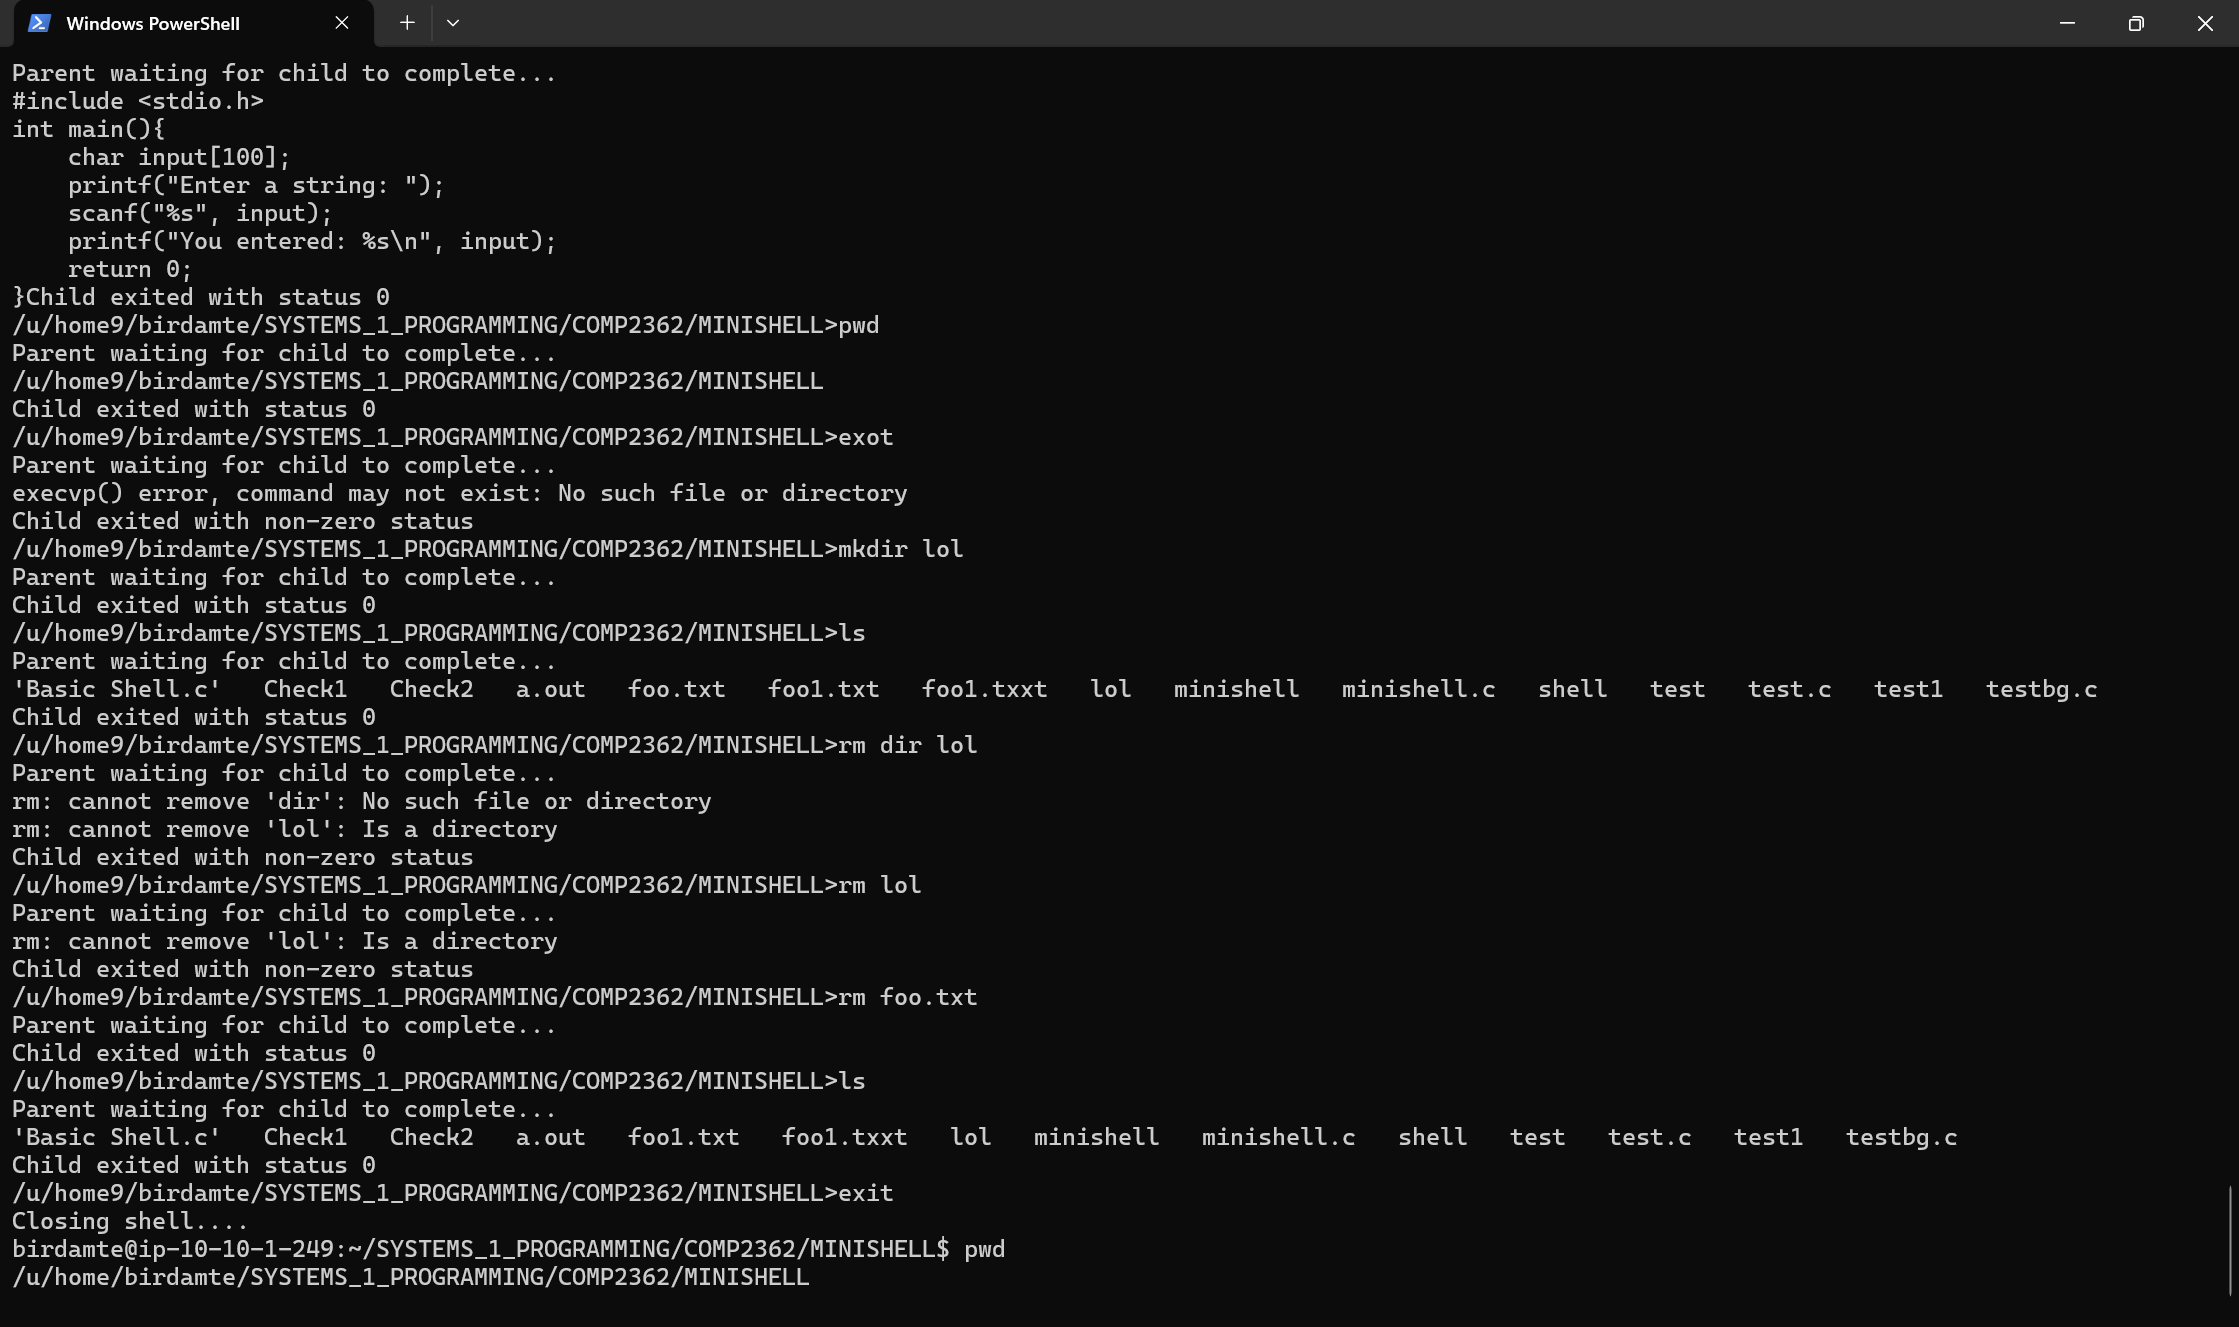 Windows PowerShell
Parent waiting for child to complete...
#include <stdio.h>
int main(){
    char input[100];
    printf("Enter a string: ");
    scanf("%s", input);
    printf("You entered: %s\n", input);
    return 0;
}Child exited with status 0
/u/home9/birdamte/SYSTEMS_1_PROGRAMMING/COMP2362/MINISHELL>pwd
Parent waiting for child to complete...
/u/home9/birdamte/SYSTEMS_1_PROGRAMMING/COMP2362/MINISHELL
Child exited with status 0
/u/home9/birdamte/SYSTEMS_1_PROGRAMMING/COMP2362/MINISHELL>exot
Parent waiting for child to complete...
execvp() error, command may not exist: No such file or directory
Child exited with non-zero status
/u/home9/birdamte/SYSTEMS_1_PROGRAMMING/COMP2362/MINISHELL>mkdir lol
Parent waiting for child to complete...
Child exited with status 0
/u/home9/birdamte/SYSTEMS_1_PROGRAMMING/COMP2362/MINISHELL>ls
Parent waiting for child to complete...
'Basic Shell.c'   Check1   Check2   a.out   foo.txt   foo1.txt   foo1.txxt   lol   minishell   minishell.c   shell   test   test.c   test1   testbg.c
Child exited with status 0
/u/home9/birdamte/SYSTEMS_1_PROGRAMMING/COMP2362/MINISHELL>rm dir lol
Parent waiting for child to complete...
rm: cannot remove 'dir': No such file or directory
rm: cannot remove 'lol': Is a directory
Child exited with non-zero status
/u/home9/birdamte/SYSTEMS_1_PROGRAMMING/COMP2362/MINISHELL>rm lol
Parent waiting for child to complete...
rm: cannot remove 'lol': Is a directory
Child exited with non-zero status
/u/home9/birdamte/SYSTEMS_1_PROGRAMMING/COMP2362/MINISHELL>rm foo.txt
Parent waiting for child to complete...
Child exited with status 0
/u/home9/birdamte/SYSTEMS_1_PROGRAMMING/COMP2362/MINISHELL>ls
Parent waiting for child to complete...
'Basic Shell.c'   Check1   Check2   a.out   foo1.txt   foo1.txxt   lol   minishell   minishell.c   shell   test   test.c   test1   testbg.c
Child exited with status 0
/u/home9/birdamte/SYSTEMS_1_PROGRAMMING/COMP2362/MINISHELL>exit
Closing shell....
birdamte@ip-10-10-1-249:~/SYSTEMS_1_PROGRAMMING/COMP2362/MINISHELL$ pwd
/u/home/birdamte/SYSTEMS_1_PROGRAMMING/COMP2362/MINISHELL